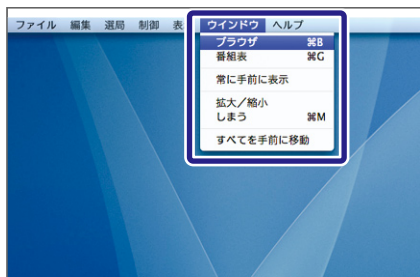 ファイル 編集 選局 制御 表 ウインドウ ヘルプ
ブラウザ ⌘B
番組表 ⌘G
常に手前に表示
拡大／縮小
しまう ⌘M
すべてを手前に移動